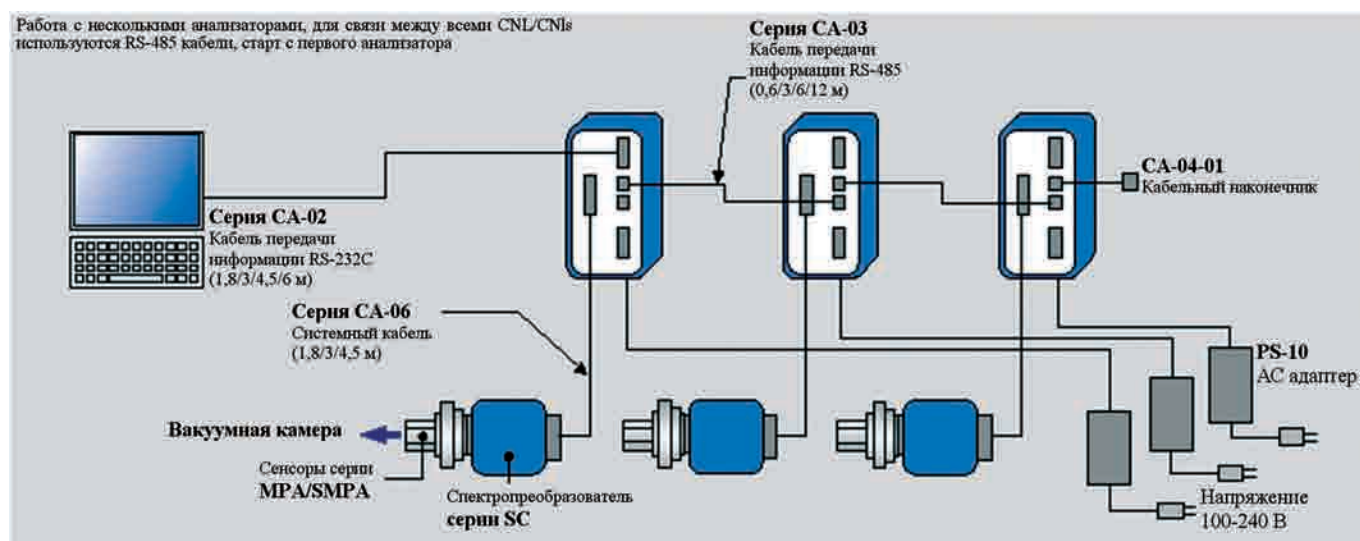 Работа с несколькими анализаторами, для связи между всеми CNL/CNIs
используются RS-485 кабели, старт с первого анализатора
Серия CA-03
Кабель передачи
информации RS-485
(0,6/3/6/12 м)
CA-04-01
Кабельный наконечник
Серия CA-02
Кабель передачи
информации RS-232C
(1,8/3/4,5/6 м)
Серия CA-06
Системный кабель
(1,8/3/4,5 м)
PS-10
АС адаптер
Вакуумная камера
Сенсоры серии
MPA/SMPA
Спектропреобразователь
серии SC
Напряжение
100-240 В